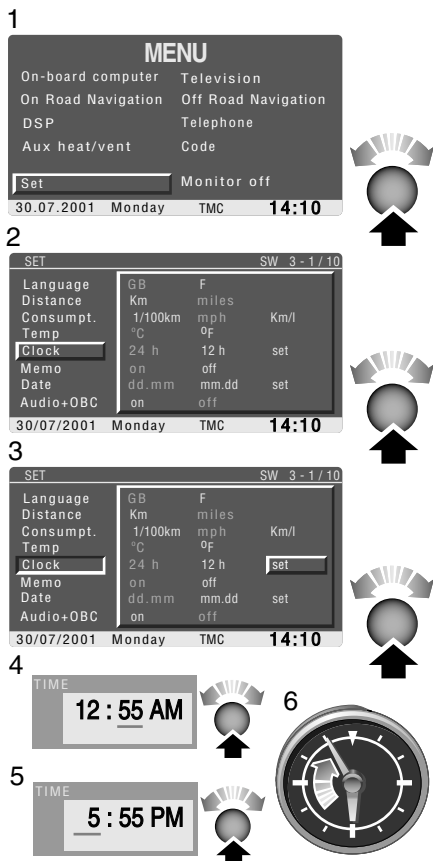 1
MENU
On-board computer Television
On Road Navigation Off Road Navigation
DSP Telephone
Aux heat/vent Code
Set Monitor off
30.07.2001 Monday TMC 14:10
2
SET SW 3 - 1 / 10
Language GB F
Distance Km miles
Consumpt. 1/100km mph Km/l
Temp °C ºF
Clock 24 h 12 h set
Memo on off
Date dd.mm mm.dd set
Audio+OBC on off
30/07/2001 Monday TMC 14:10
3
SET SW 3 - 1 / 10
Language GB F
Distance Km miles
Consumpt. 1/100km mph Km/l
Temp °C ºF
Clock 24 h 12 h set
Memo on off
Date dd.mm mm.dd set
Audio+OBC on off
30/07/2001 Monday TMC 14:10
4
TIME
12 : 55 AM
6
5
TIME
5 : 55 PM